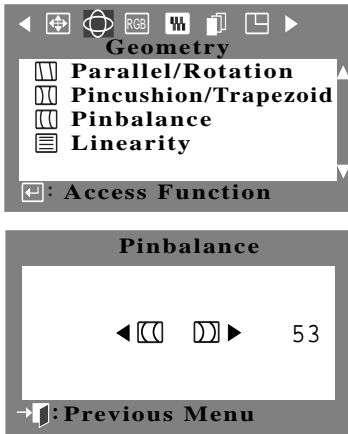 RGB
Geometry
Parallel/Rotation
Pincushion/Trapezoid
Pinbalance
Linearity
: Access Function
Pinbalance
53
:Previous Menu